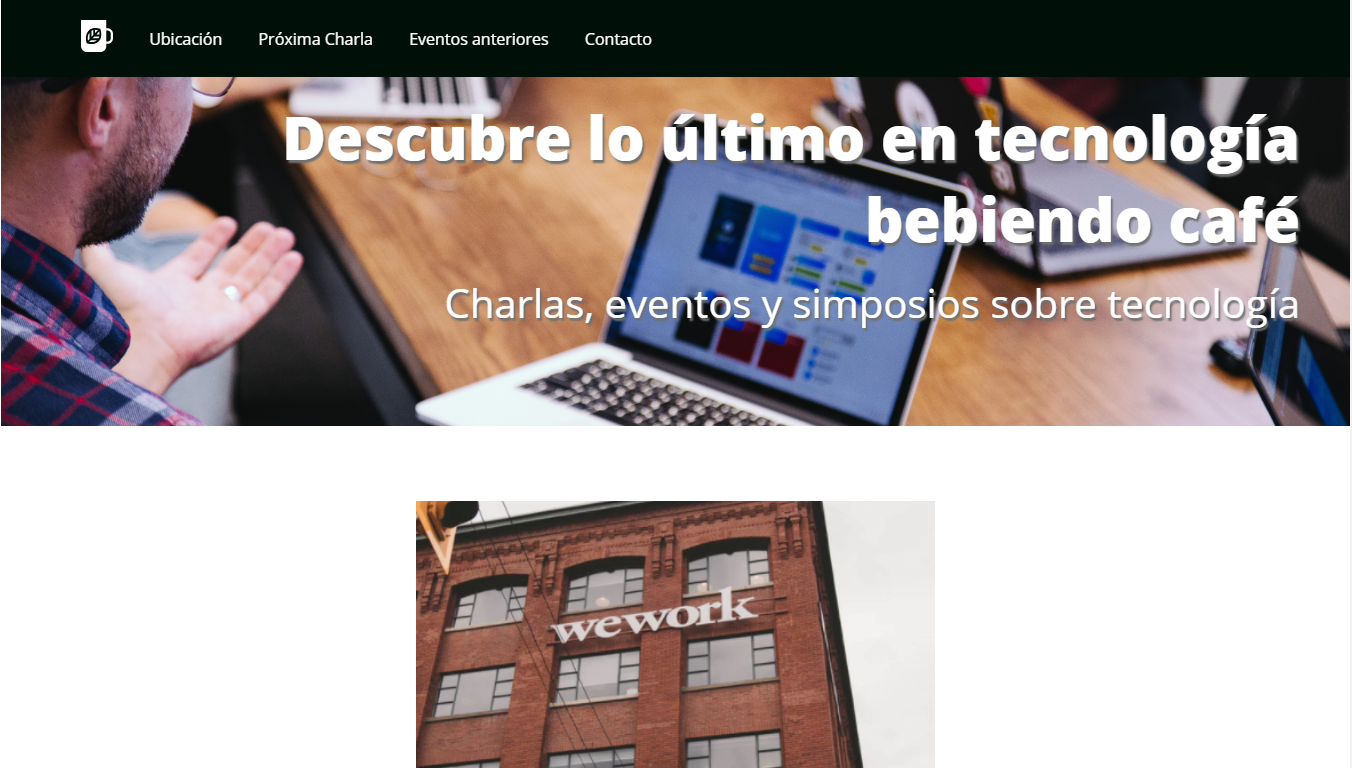 Ubicación
Próxima Charla
Eventos anteriores
Contacto
Descubre lo último en tecnología
bebiendo café
Charlas, eventos y simposios sobre tecnología
wework